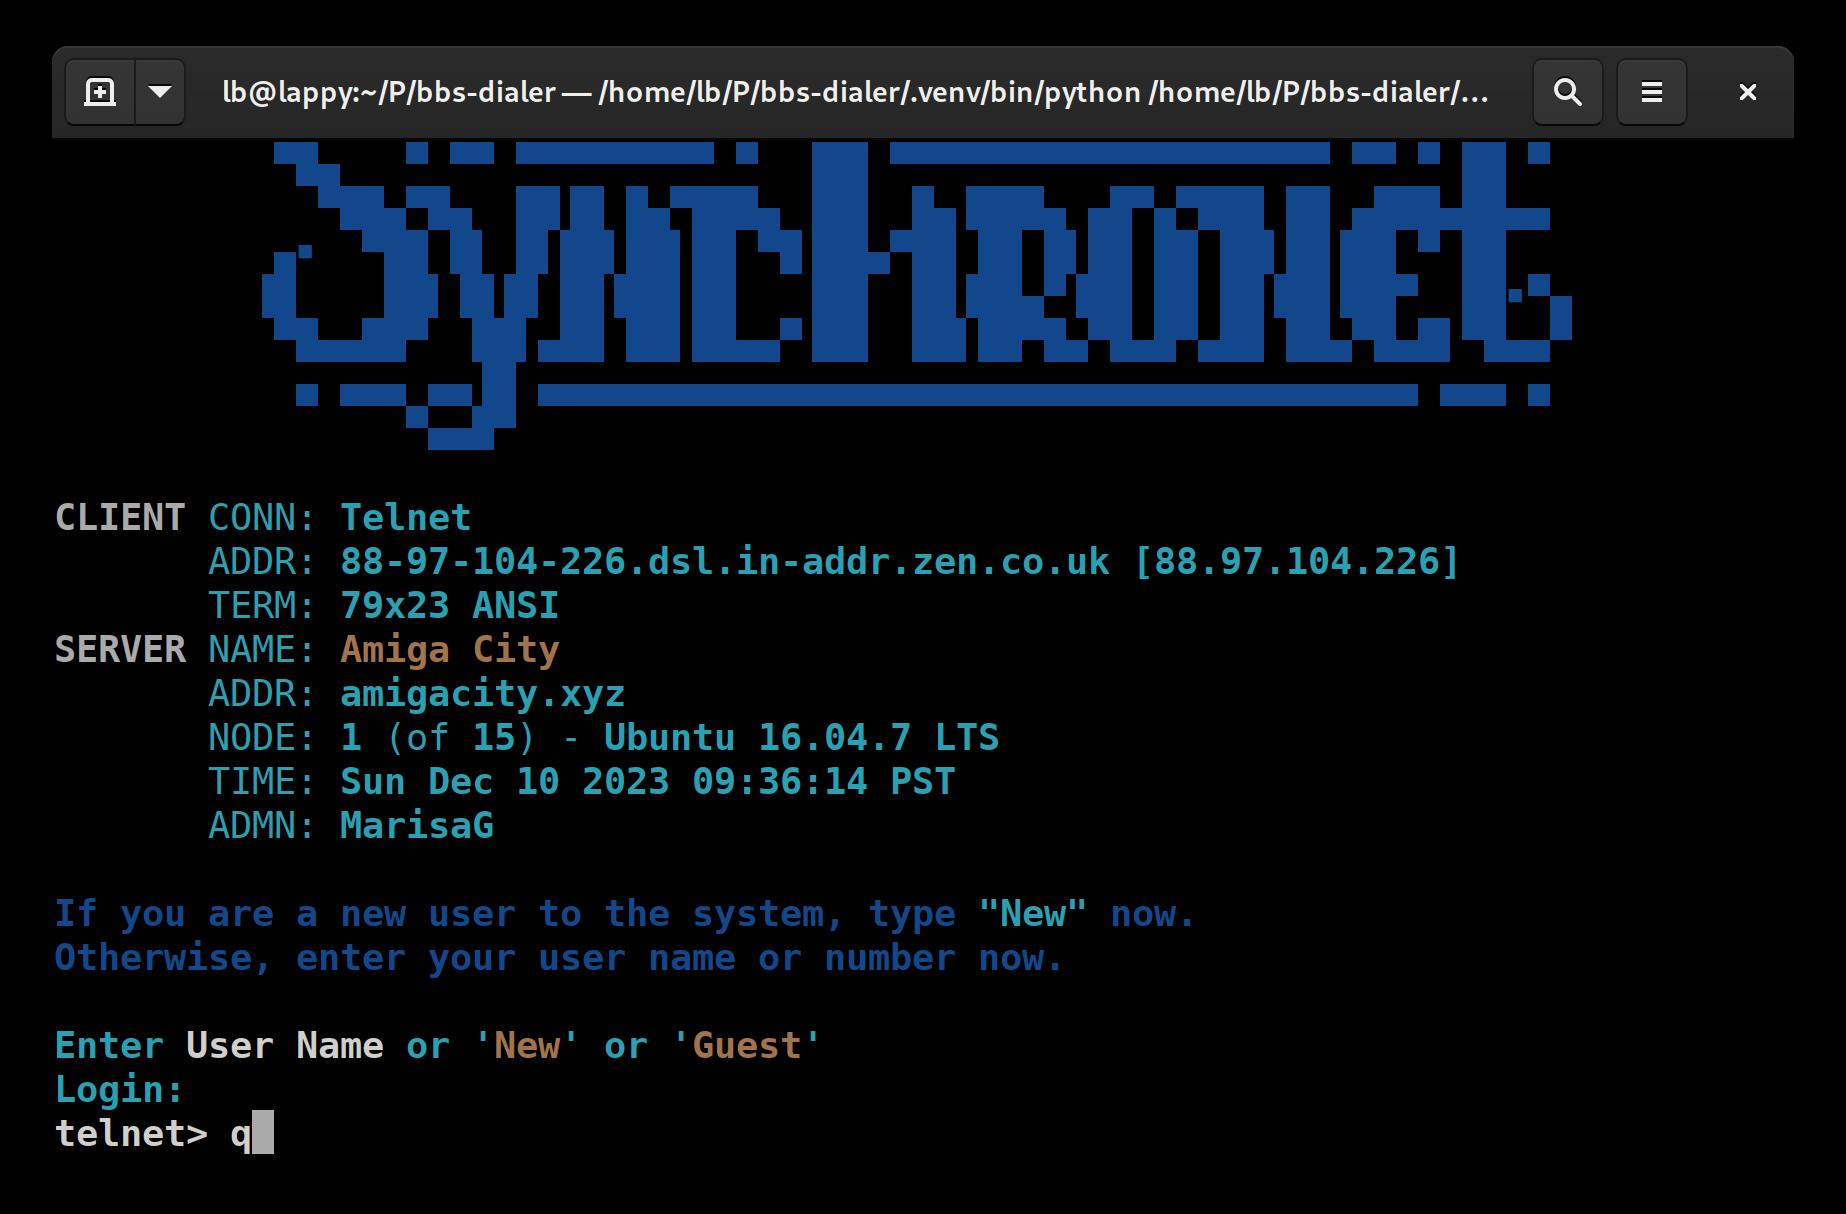 lb@lappy:~/P/bbs-dialer — /home/lb/P/bbs-dialer/.venv/bin/python /home/lb/P/bbs-dialer/…
Synchronet
CLIENT CONN: Telnet
ADDR: 88-97-104-226.dsl.in-addr.zen.co.uk [88.97.104.226]
TERM: 79x23 ANSI
SERVER NAME: Amiga City
ADDR: amigacity.xyz
NODE: 1 (of 15) - Ubuntu 16.04.7 LTS
TIME: Sun Dec 10 2023 09:36:14 PST
ADMN: MarisaG
If you are a new user to the system, type "New" now.
Otherwise, enter your user name or number now.
Enter User Name or 'New' or 'Guest'
Login:
telnet> q